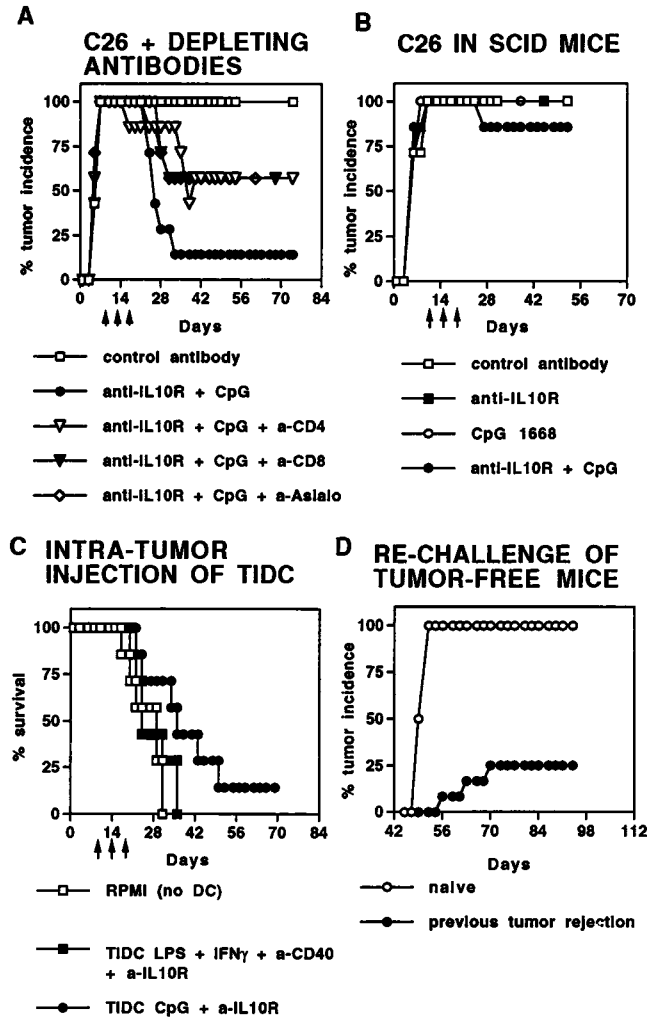 A
C26 + DEPLETING
ANTIBODIES
% tumor incidence
100
75
50
25
0
0 14 28 42 56 70 84
Days
control antibody
anti-IL10R + CpG
anti-IL10R + CpG + a-CD4
anti-IL10R + CpG + a-CD8
anti-IL10R + CpG + a-Asialo
B
C26 IN SCID MICE
% tumor incidence
100
75
50
25
0
0 14 28 42 56 70
Days
control antibody
anti-IL10R
CpG 1668
anti-IL10R + CpG
C
INTRA-TUMOR
INJECTION OF TIDC
% survival
100
75
50
25
0
0 14 28 42 56 70 84
Days
RPMI (no DC)
TIDC LPS + IFNγ + a-CD40
+ a-IL10R
TIDC CpG + a-IL10R
D
RE-CHALLENGE OF
TUMOR-FREE MICE
% tumor incidence
100
75
50
25
0
42 56 70 84 98 112
Days
naive
previous tumor rejection